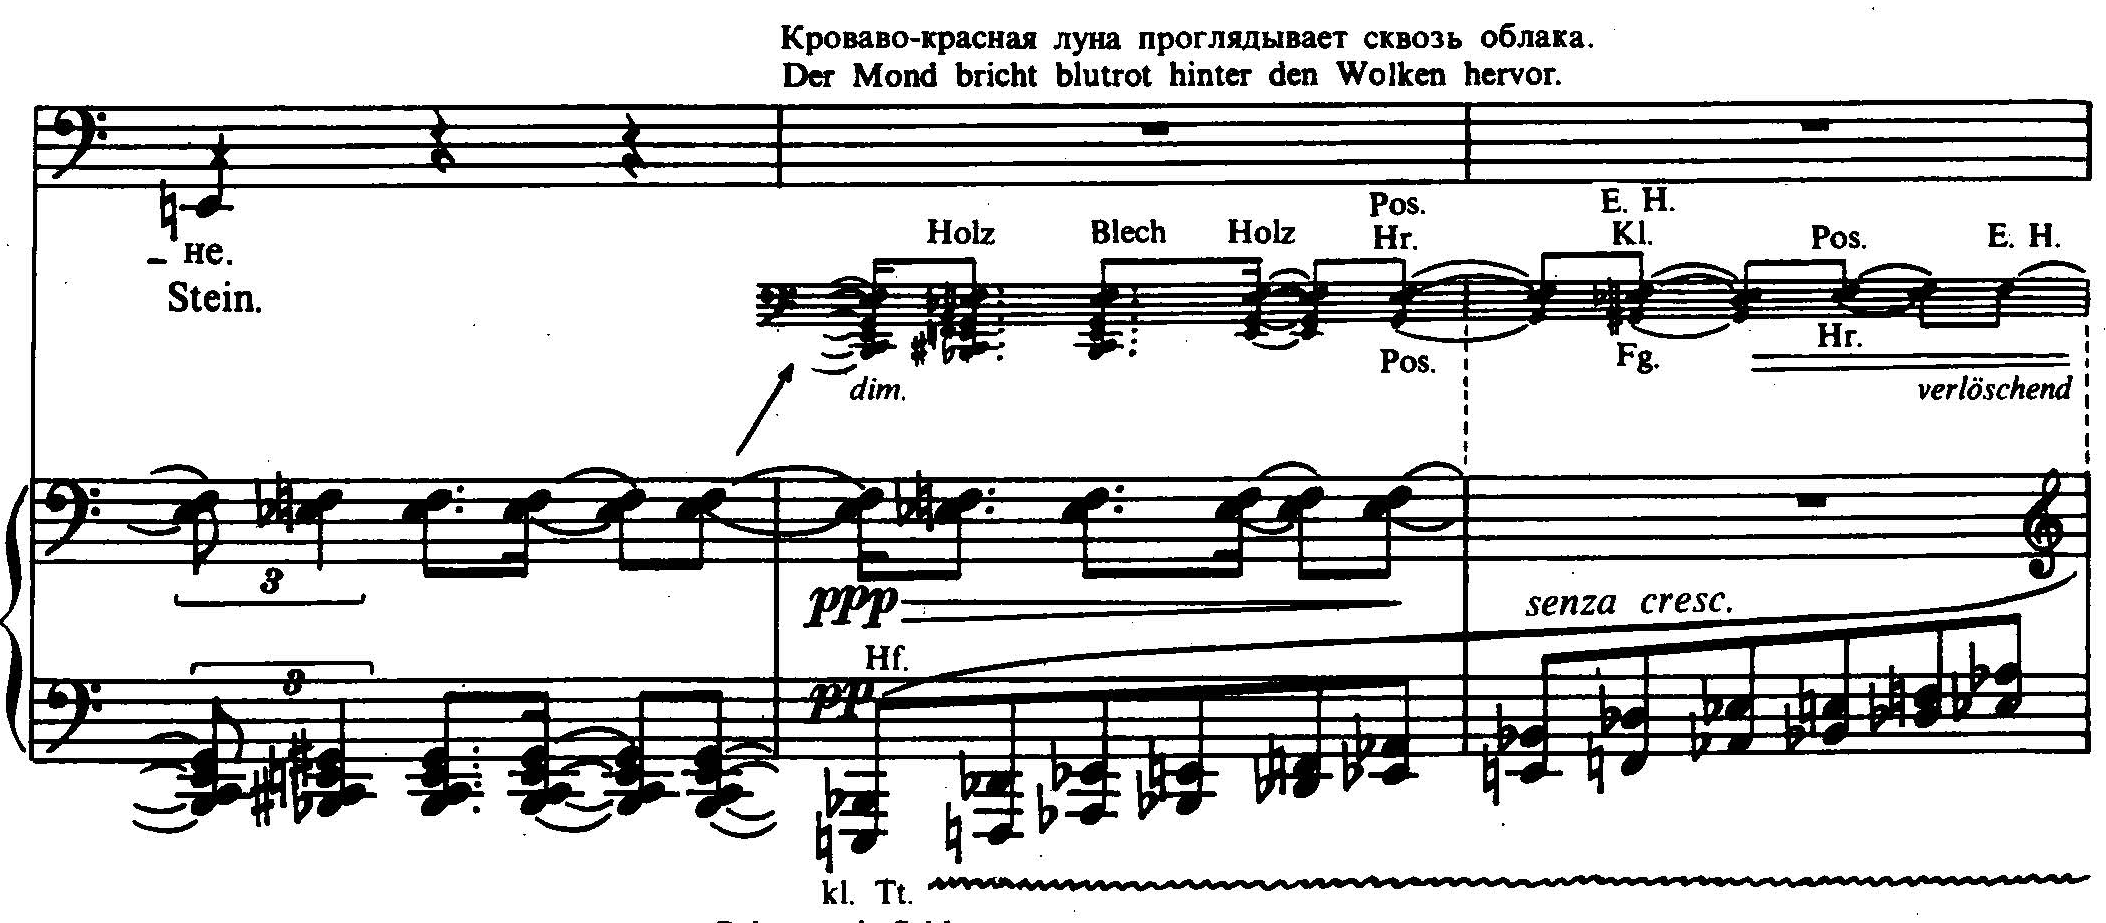 Кроваво-красная луна проглядывает сквозь облака.
Der Mond bricht blutrot hinter den Wolken hervor.
– не.
Stein.
Pos.
E. H.
Holz Blech Holz Hr. Kl. Pos. E. H.
Pos. Fg. Hr.
dim. verlöschend
3
ppp senza cresc.
3 Hf.
pp
kl. Tt.